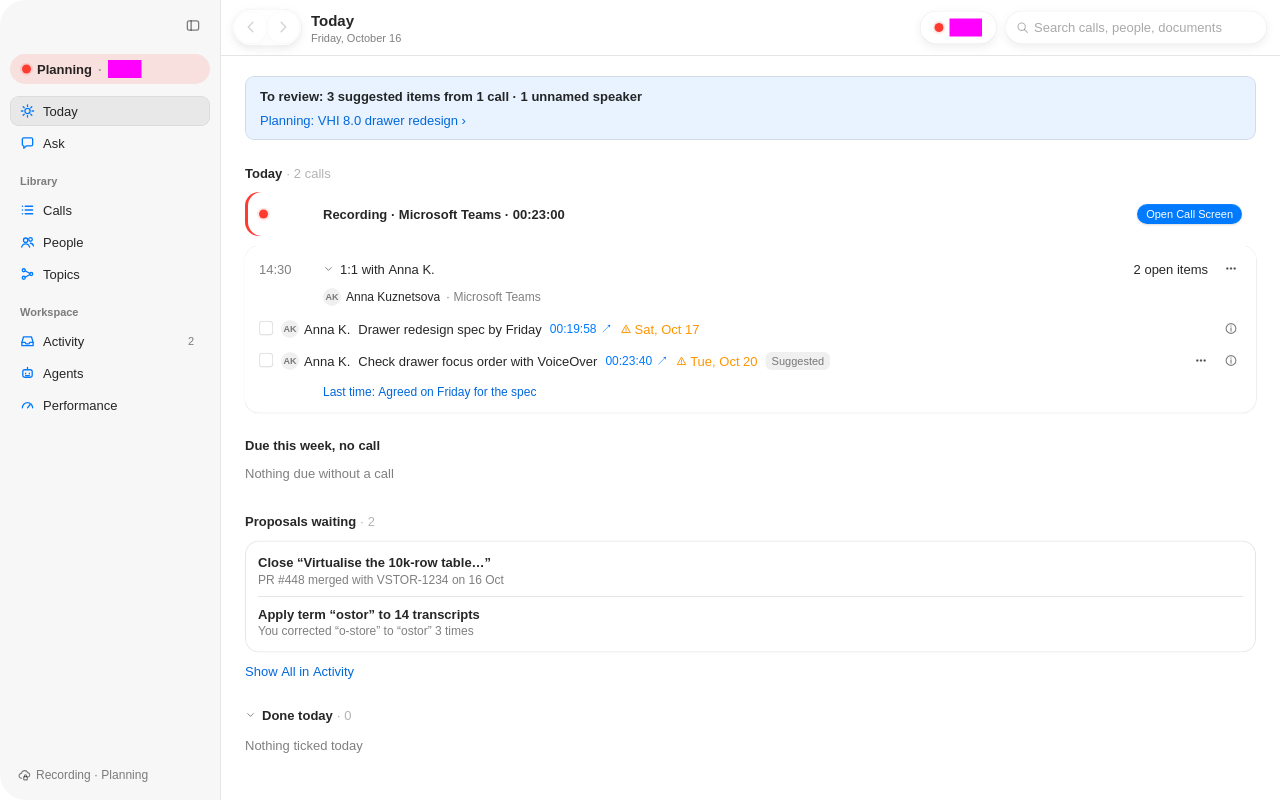 Planning ·
Today
Ask
Library
Calls
People
Topics
Workspace
Activity 2
Agents
Performance
Recording · Planning
Today
Friday, October 16
Search calls, people, documents
To review: 3 suggested items from 1 call · 1 unnamed speaker
Planning: VHI 8.0 drawer redesign ›
Today · 2 calls
Recording · Microsoft Teams · 00:23:00
Open Call Screen
14:30 1:1 with Anna K. 2 open items
AK Anna Kuznetsova · Microsoft Teams
AK Anna K. Drawer redesign spec by Friday 00:19:58 ↗ Sat, Oct 17
AK Anna K. Check drawer focus order with VoiceOver 00:23:40 ↗ Tue, Oct 20 Suggested
Last time: Agreed on Friday for the spec
Due this week, no call
Nothing due without a call
Proposals waiting · 2
Close “Virtualise the 10k-row table…”
PR #448 merged with VSTOR-1234 on 16 Oct
Apply term “ostor” to 14 transcripts
You corrected “o-store” to “ostor” 3 times
Show All in Activity
Done today · 0
Nothing ticked today